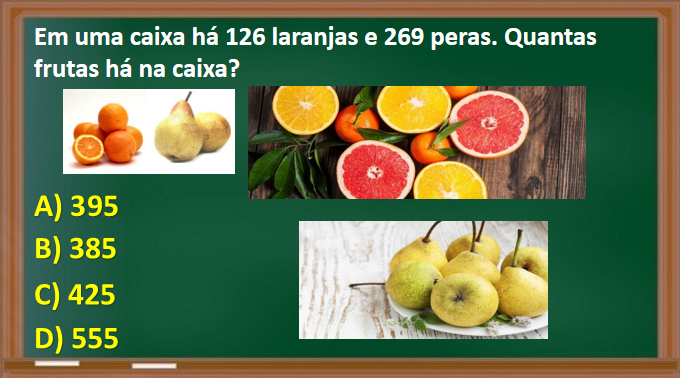 Em uma caixa há 126 laranjas e 269 peras. Quantas
frutas há na caixa?
A) 395
B) 385
C) 425
D) 555